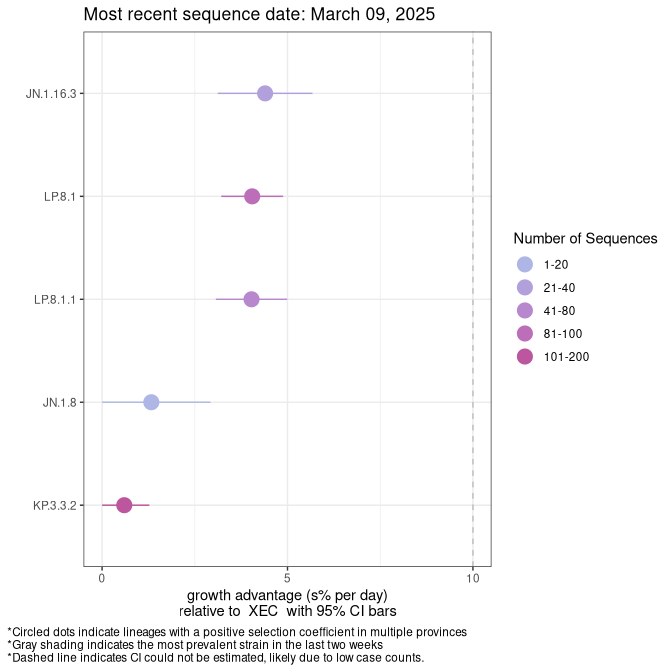 Most recent sequence date: March 09, 2025
JN.1.16.3
LP.8.1
LP.8.1.1
JN.1.8
KP.3.3.2
0 5 10
growth advantage (s% per day)
relative to XEC with 95% CI bars
Number of Sequences
1-20
21-40
41-80
81-100
101-200
*Circled dots indicate lineages with a positive selection coefficient in multiple provinces
*Gray shading indicates the most prevalent strain in the last two weeks
*Dashed line indicates CI could not be estimated, likely due to low case counts.